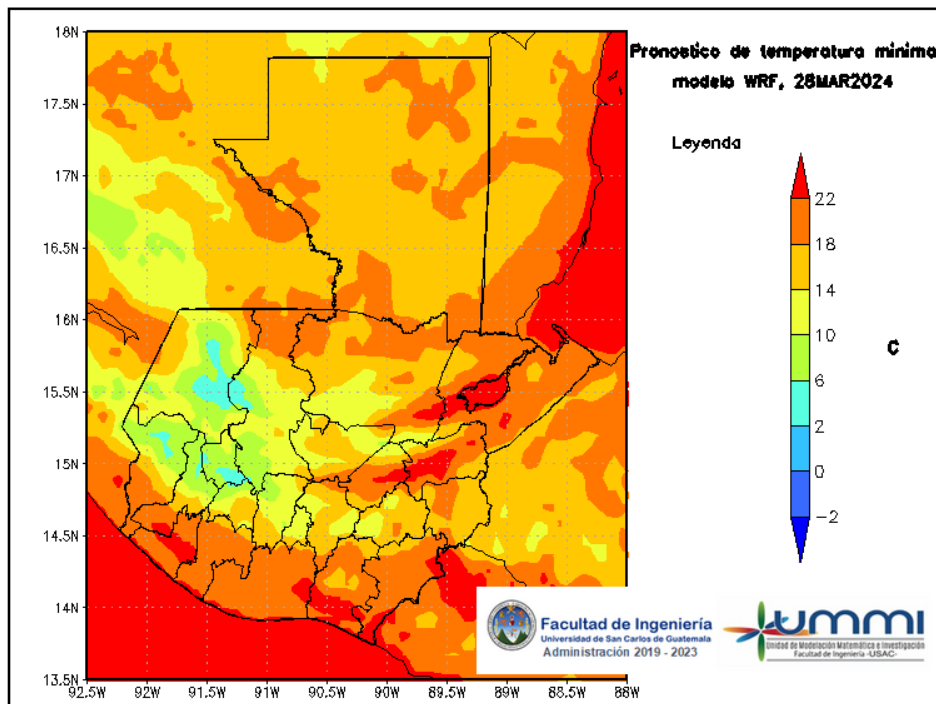 Pronostico de temperatura minima
modelo WRF, 28MAR2024
Leyenda
22
18
14
10
6
2
0
−2
C
18N
17.5N
17N
16.5N
16N
15.5N
15N
14.5N
14N
13.5N
92.5W 92W 91.5W 91W 90.5W 90W 89.5W 89W 88.5W 88W
Facultad de Ingeniería
Universidad de San Carlos de Guatemala
Administración 2019 - 2023
UMMI
Unidad de Modelación Matemática e Investigación
Facultad de Ingeniería -USAC-